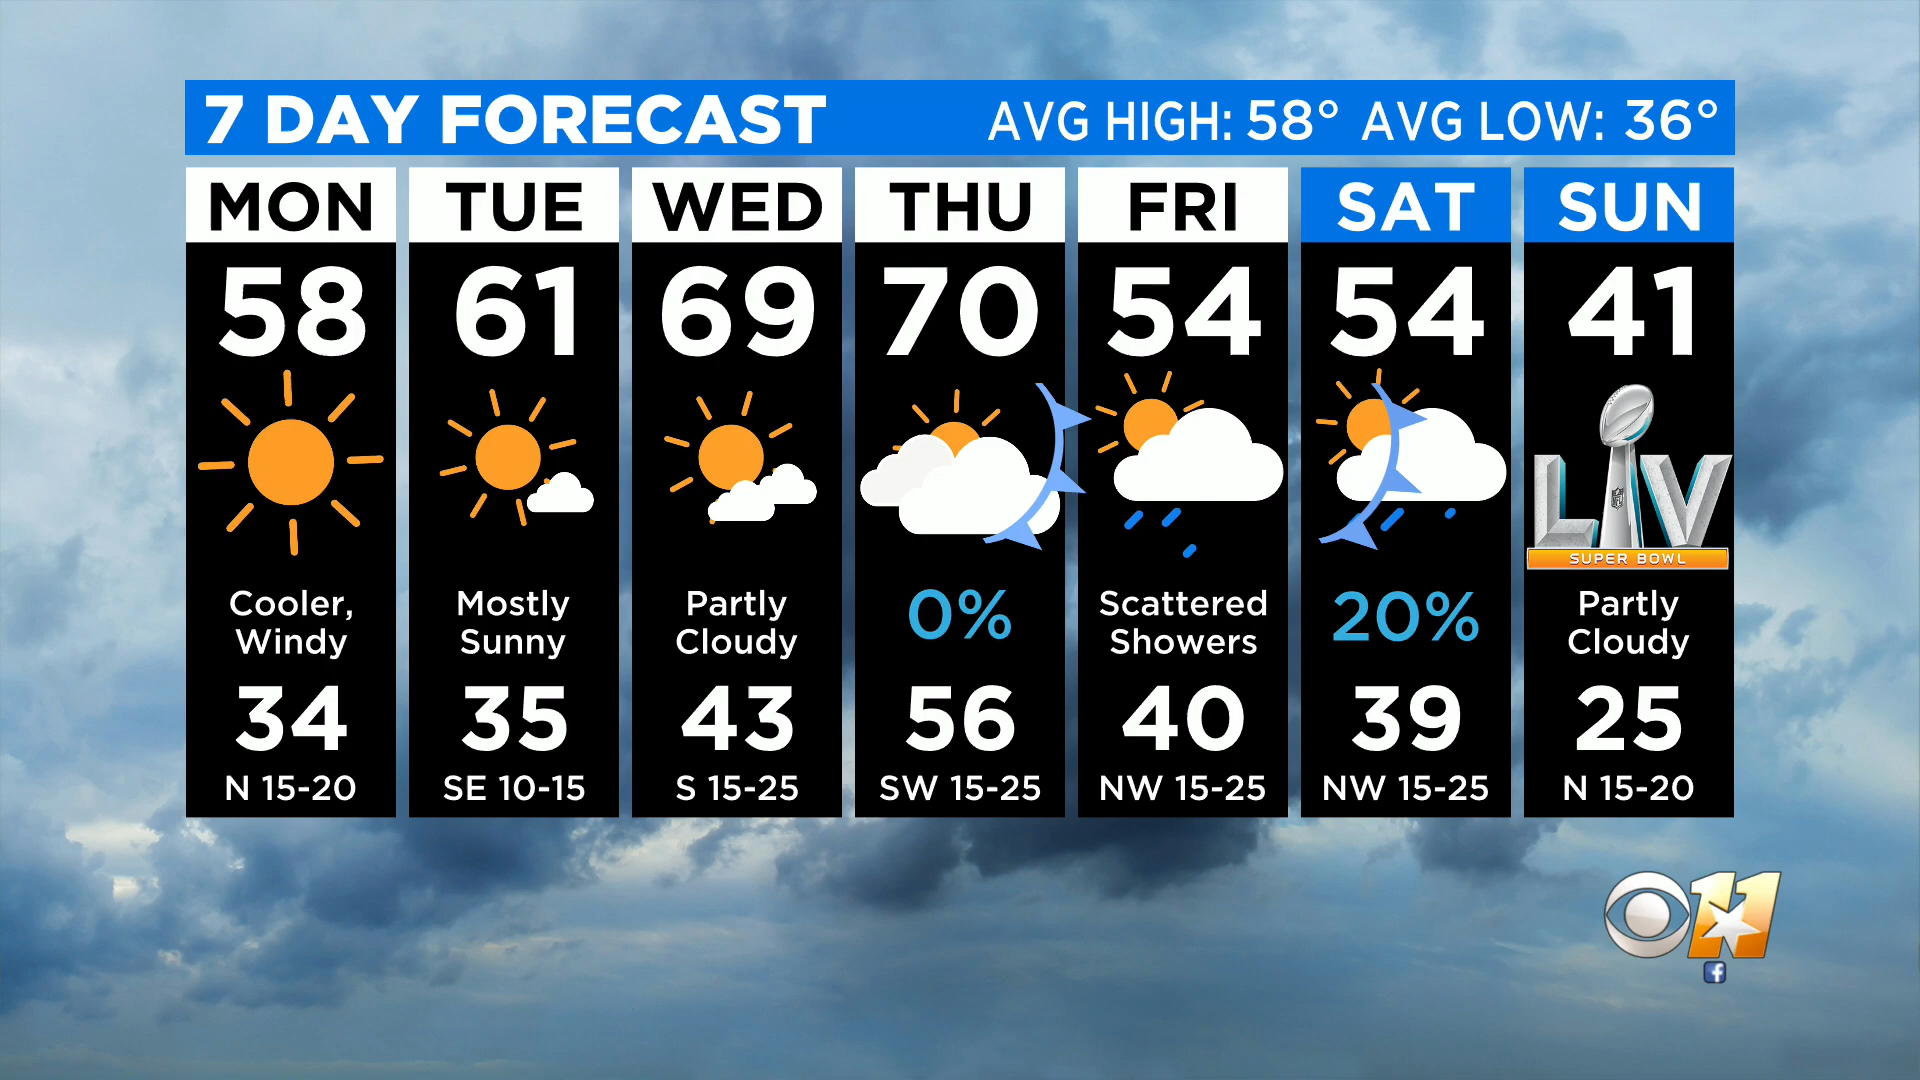 7 DAY FORECAST AVG HIGH: 58° AVG LOW: 36°
MON TUE WED THU FRI SAT SUN
58 61 69 70 54 54 41
LIV
SUPER BOWL
Cooler, Windy
Mostly Sunny
Partly Cloudy
0%
Scattered Showers
20%
Partly Cloudy
34 35 43 56 40 39 25
N 15-20 SE 10-15 S 15-25 SW 15-25 NW 15-25 NW 15-25 N 15-20
11
f